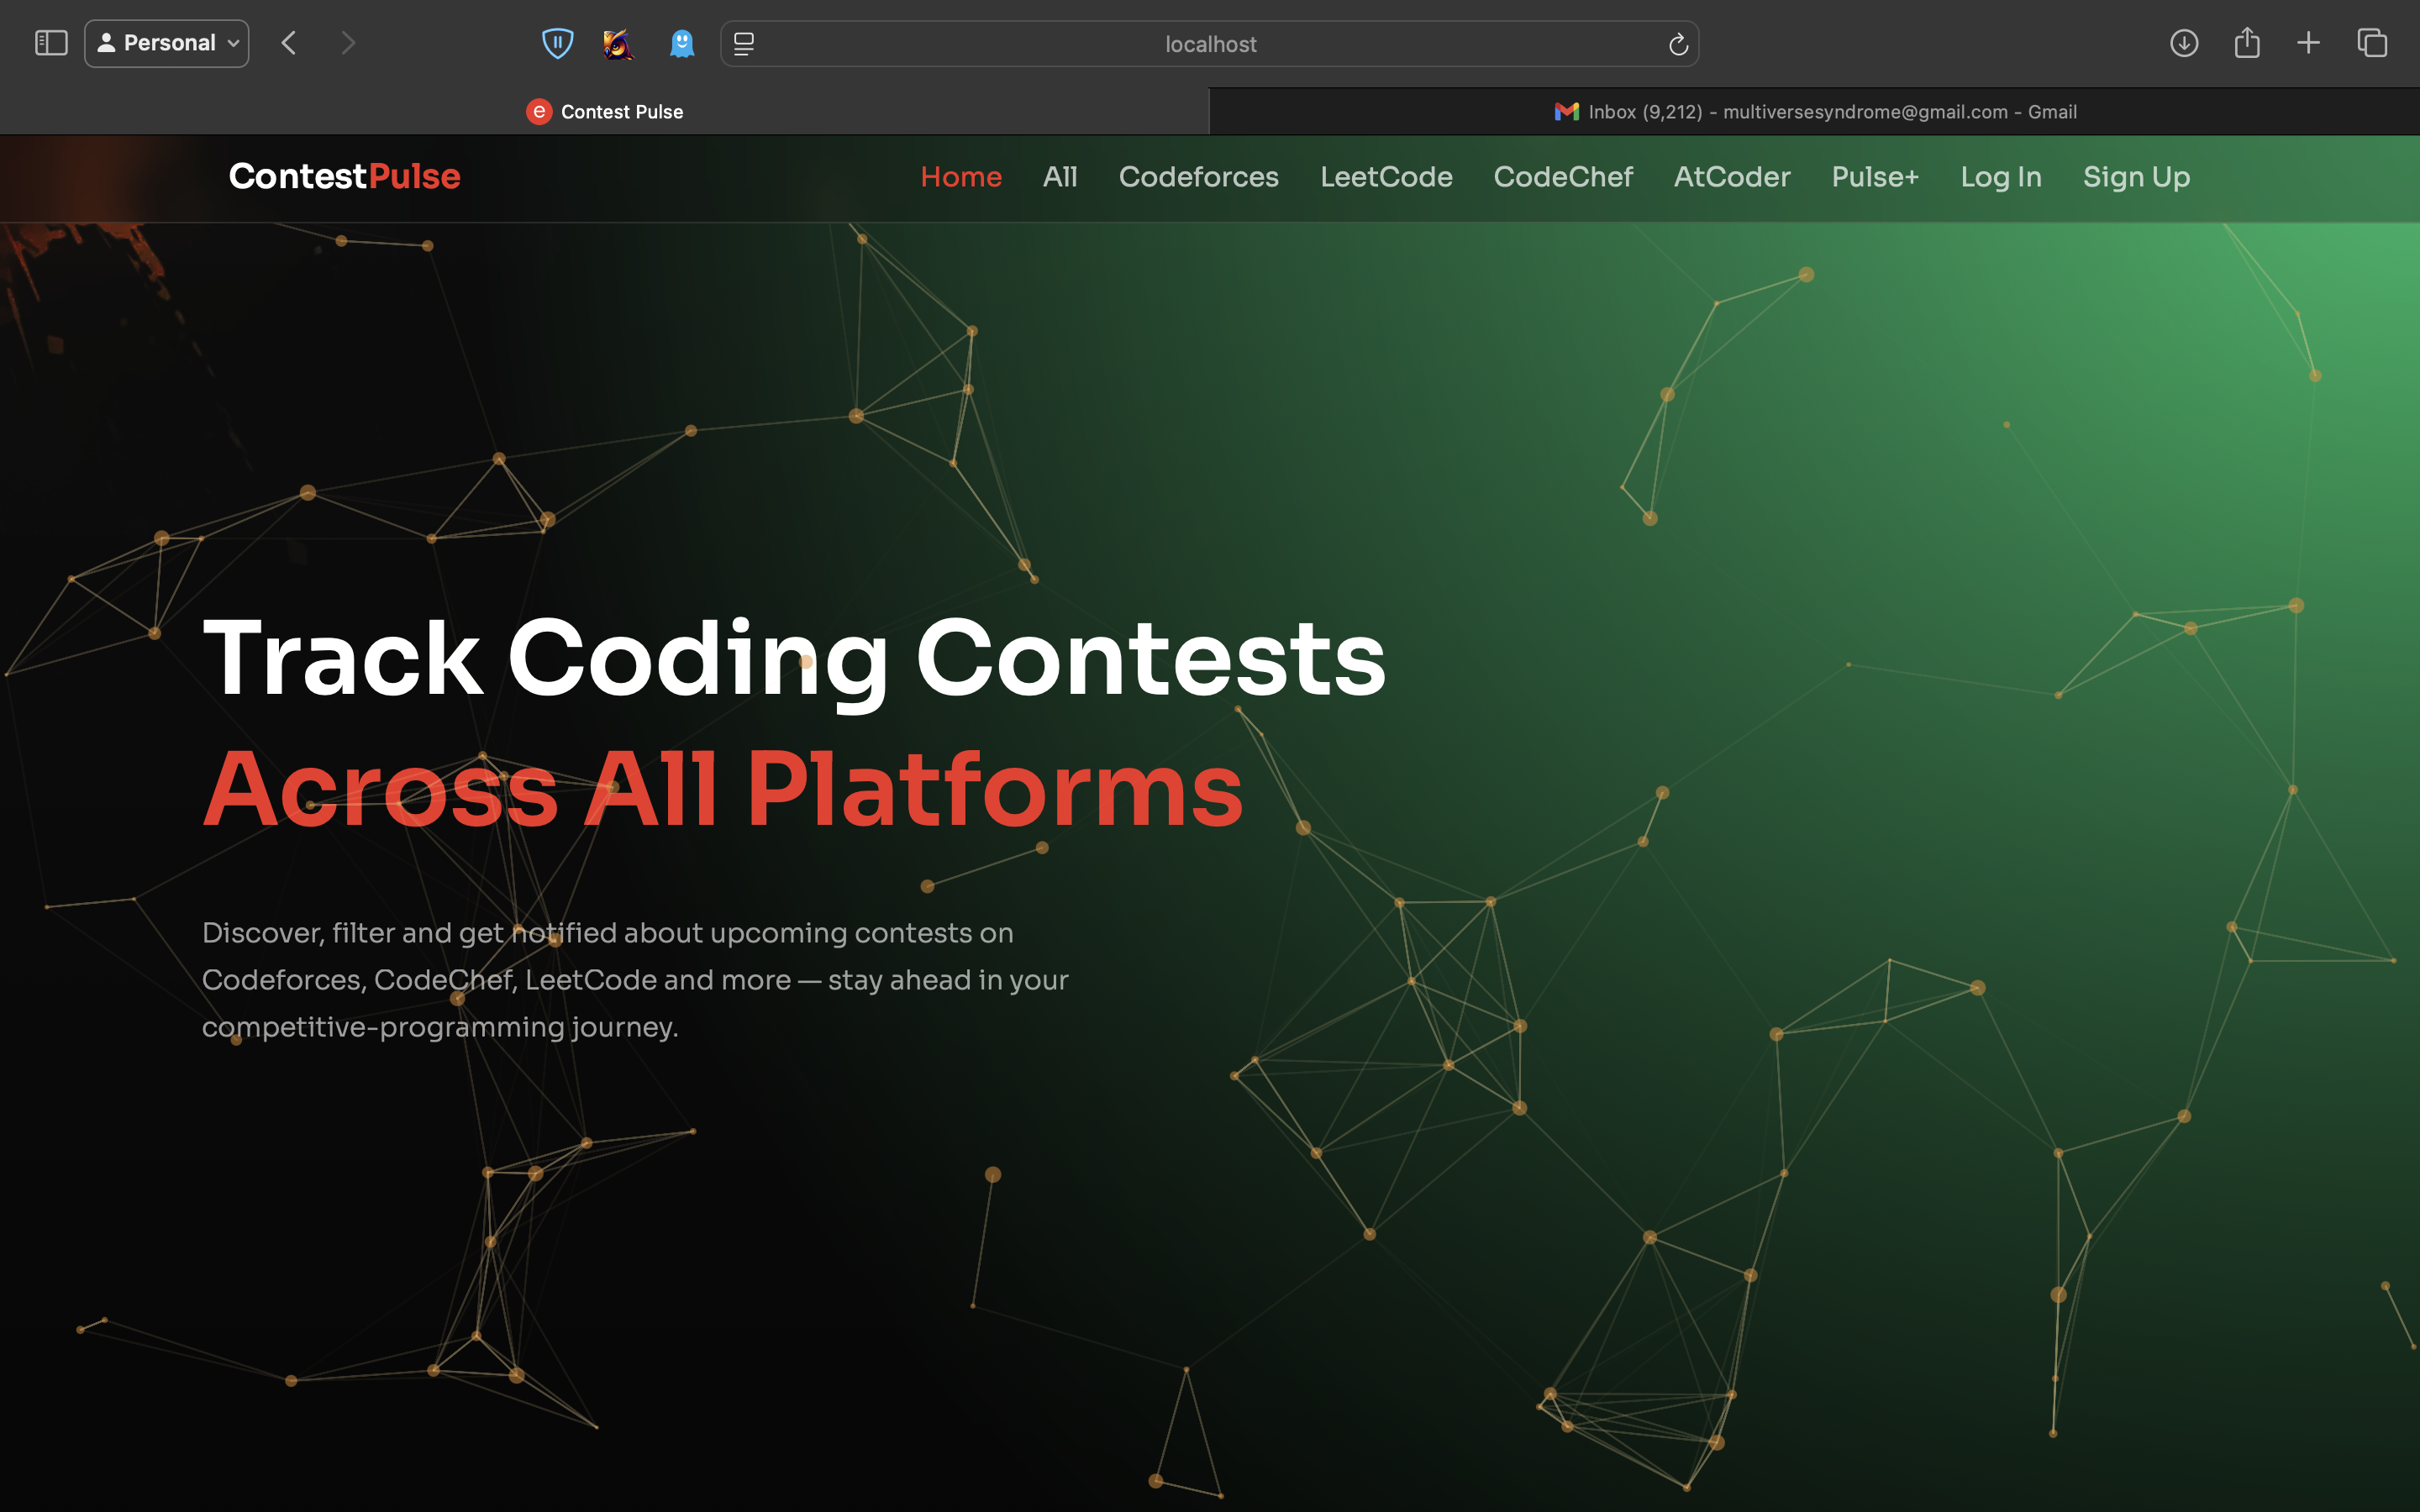 Personal
localhost
Contest Pulse
Inbox (9,212) - multiversesyndrome@gmail.com - Gmail
ContestPulse
Home All Codeforces LeetCode CodeChef AtCoder Pulse+ Log In Sign Up
Track Coding Contests
Across All Platforms
Discover, filter and get notified about upcoming contests on
Codeforces, CodeChef, LeetCode and more — stay ahead in your
competitive-programming journey.